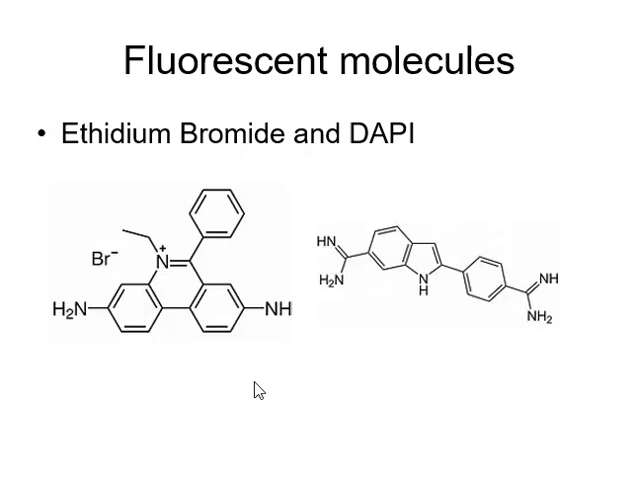 Fluorescent molecules
• Ethidium Bromide and DAPI
Br⁻
N⁺
H₂N
NH
HN
H₂N
N
H
NH
NH₂